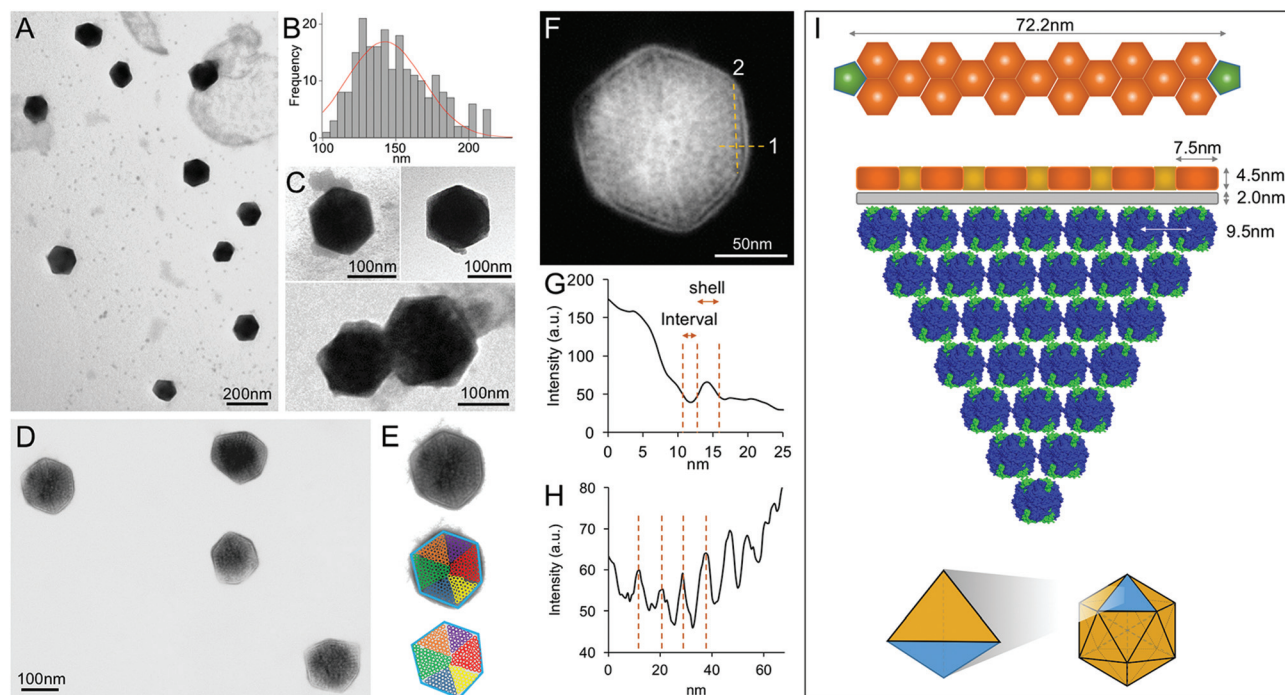 A
200nm
B
Frequency
20
10
0
100
150
200
nm
C
100nm
100nm
100nm
D
100nm
E
F
2
1
50nm
G
Intensity (a.u.)
200
150
100
50
0
shell
Interval
0 5 10 15 20 25
nm
H
Intensity (a.u.)
80
70
60
50
40
0 20 40 60
nm
I
72.2nm
7.5nm
4.5nm
2.0nm
9.5nm